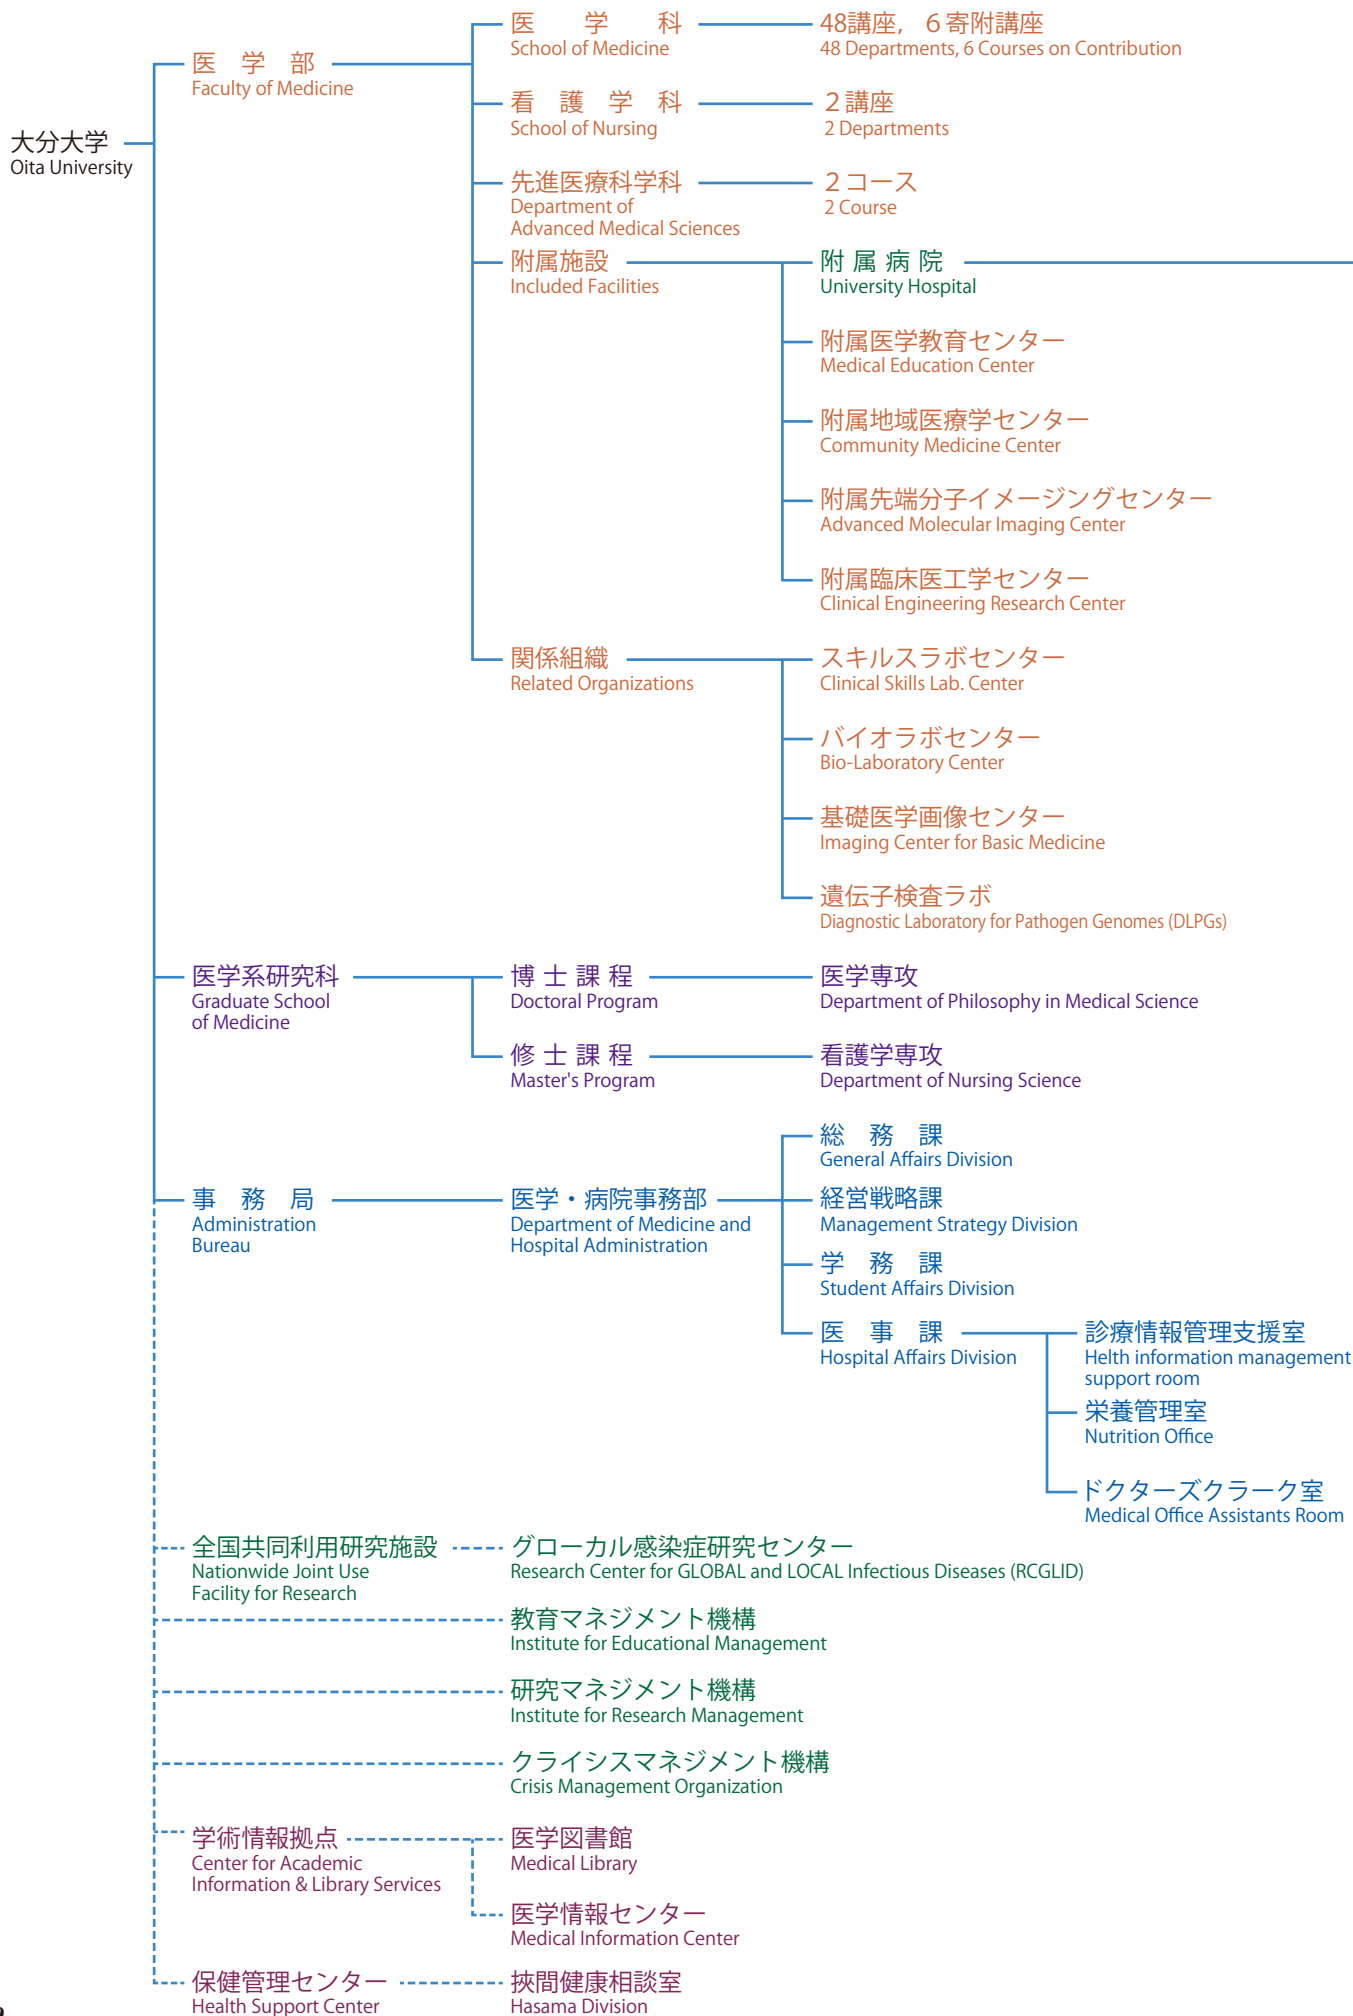 大分大学
Oita University
医学部
Faculty of Medicine
医学科
School of Medicine
48講座，６寄附講座
48 Departments, 6 Courses on Contribution
看護学科
School of Nursing
２講座
2 Departments
先進医療科学科
Department of
Advanced Medical Sciences
２コース
2 Course
附属施設
Included Facilities
附属病院
University Hospital
附属医学教育センター
Medical Education Center
附属地域医療学センター
Community Medicine Center
附属先端分子イメージングセンター
Advanced Molecular Imaging Center
附属臨床医工学センター
Clinical Engineering Research Center
関係組織
Related Organizations
スキルスラボセンター
Clinical Skills Lab. Center
バイオラボセンター
Bio-Laboratory Center
基礎医学画像センター
Imaging Center for Basic Medicine
遺伝子検査ラボ
Diagnostic Laboratory for Pathogen Genomes (DLPGs)
医学系研究科
Graduate School
of Medicine
博士課程
Doctoral Program
医学専攻
Department of Philosophy in Medical Science
修士課程
Master's Program
看護学専攻
Department of Nursing Science
事務局
Administration
Bureau
医学・病院事務部
Department of Medicine and
Hospital Administration
総務課
General Affairs Division
経営戦略課
Management Strategy Division
学務課
Student Affairs Division
医事課
Hospital Affairs Division
診療情報管理支援室
Helth information management
support room
栄養管理室
Nutrition Office
ドクターズクラーク室
Medical Office Assistants Room
全国共同利用研究施設
Nationwide Joint Use
Facility for Research
グローカル感染症研究センター
Research Center for GLOBAL and LOCAL Infectious Diseases (RCGLID)
教育マネジメント機構
Institute for Educational Management
研究マネジメント機構
Institute for Research Management
クライシスマネジメント機構
Crisis Management Organization
学術情報拠点
Center for Academic
Information & Library Services
医学図書館
Medical Library
医学情報センター
Medical Information Center
保健管理センター
Health Support Center
挾間健康相談室
Hasama Division